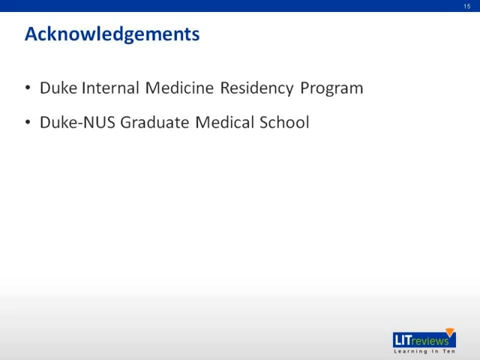 15
Acknowledgements
• Duke Internal Medicine Residency Program
• Duke-NUS Graduate Medical School
LITreviews
Learning in Ten